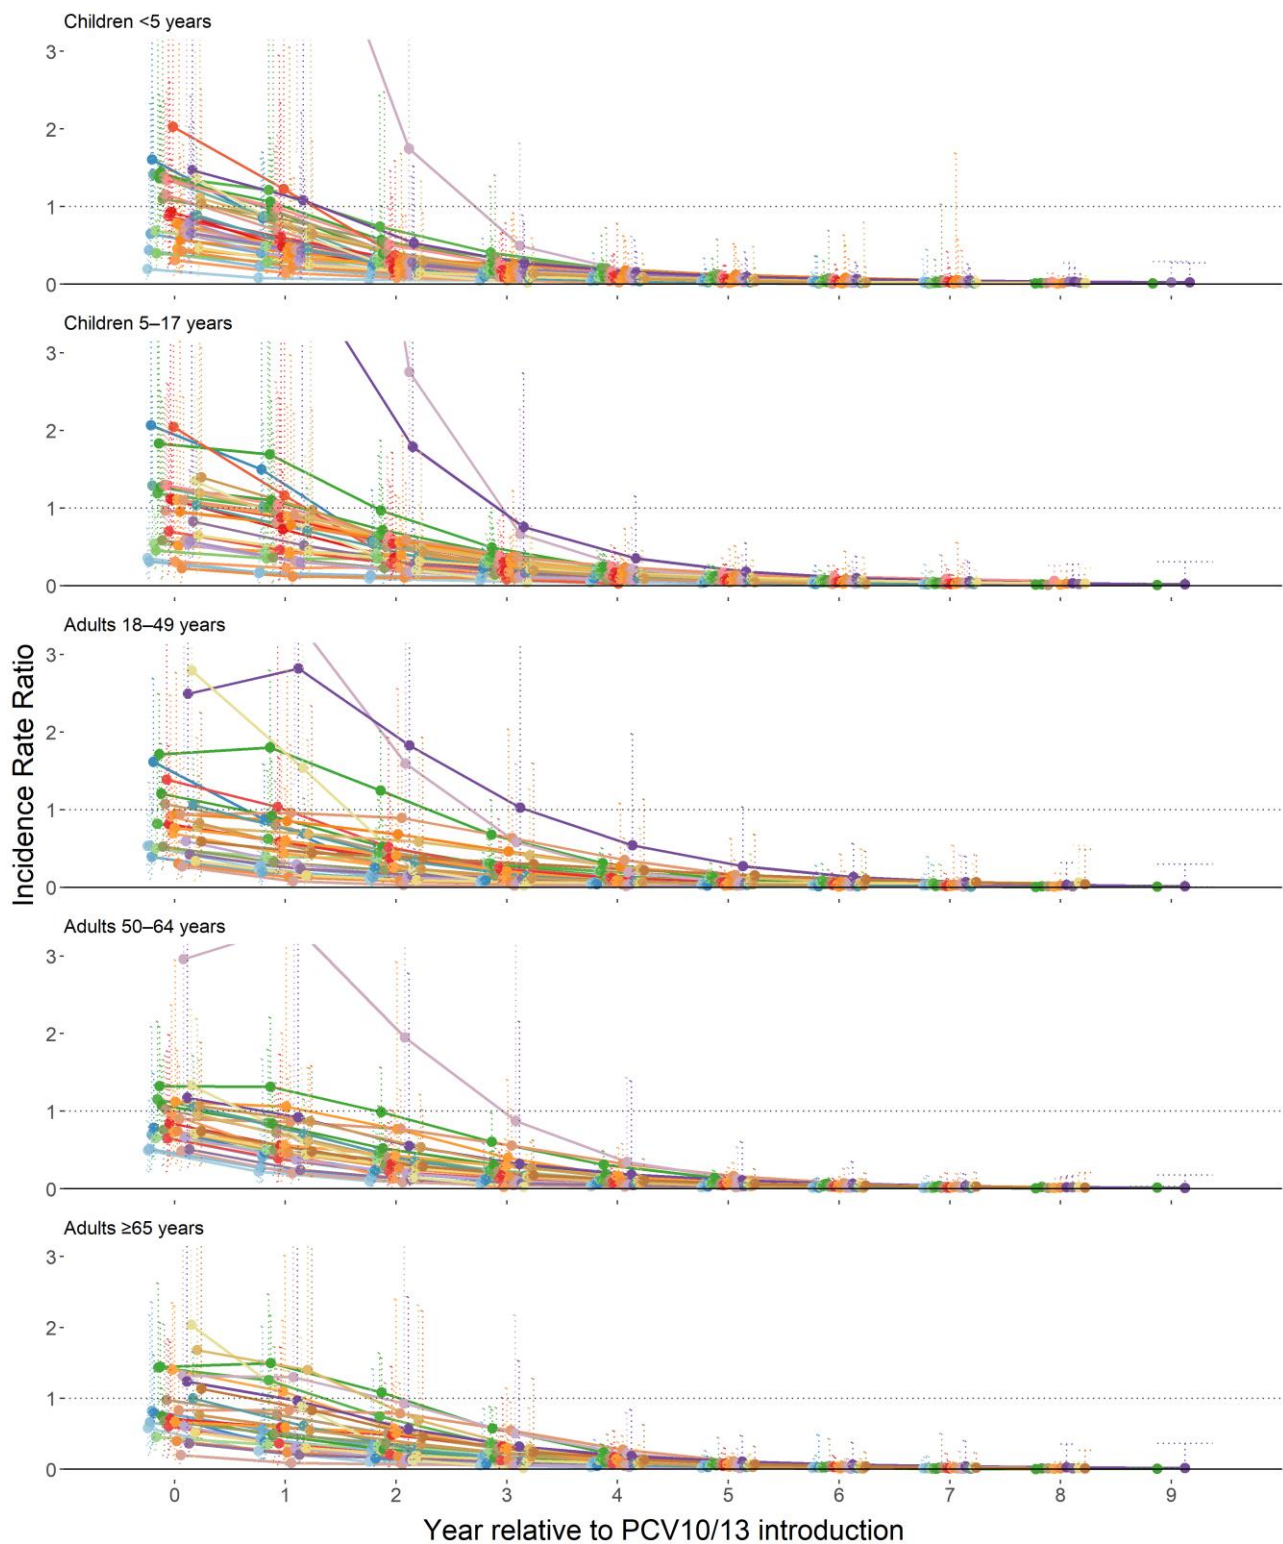 Children <5 years
3
2
1
0
Children 5–17 years
3
2
1
0
Adults 18–49 years
3
2
1
0
Adults 50–64 years
3
2
1
0
Adults ≥65 years
3
2
1
0
Incidence Rate Ratio
0 1 2 3 4 5 6 7 8 9
Year relative to PCV10/13 introduction